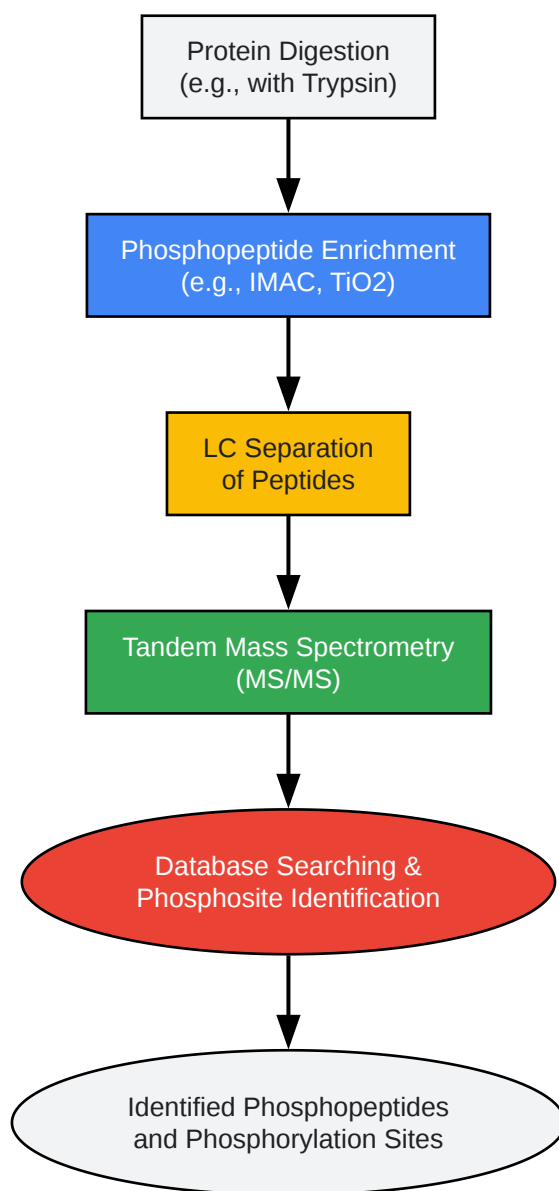 Protein Digestion
(e.g., with Trypsin)
Phosphopeptide Enrichment
(e.g., IMAC, TiO2)
LC Separation
of Peptides
Tandem Mass Spectrometry
(MS/MS)
Database Searching &
Phosphosite Identification
Identified Phosphopeptides
and Phosphorylation Sites